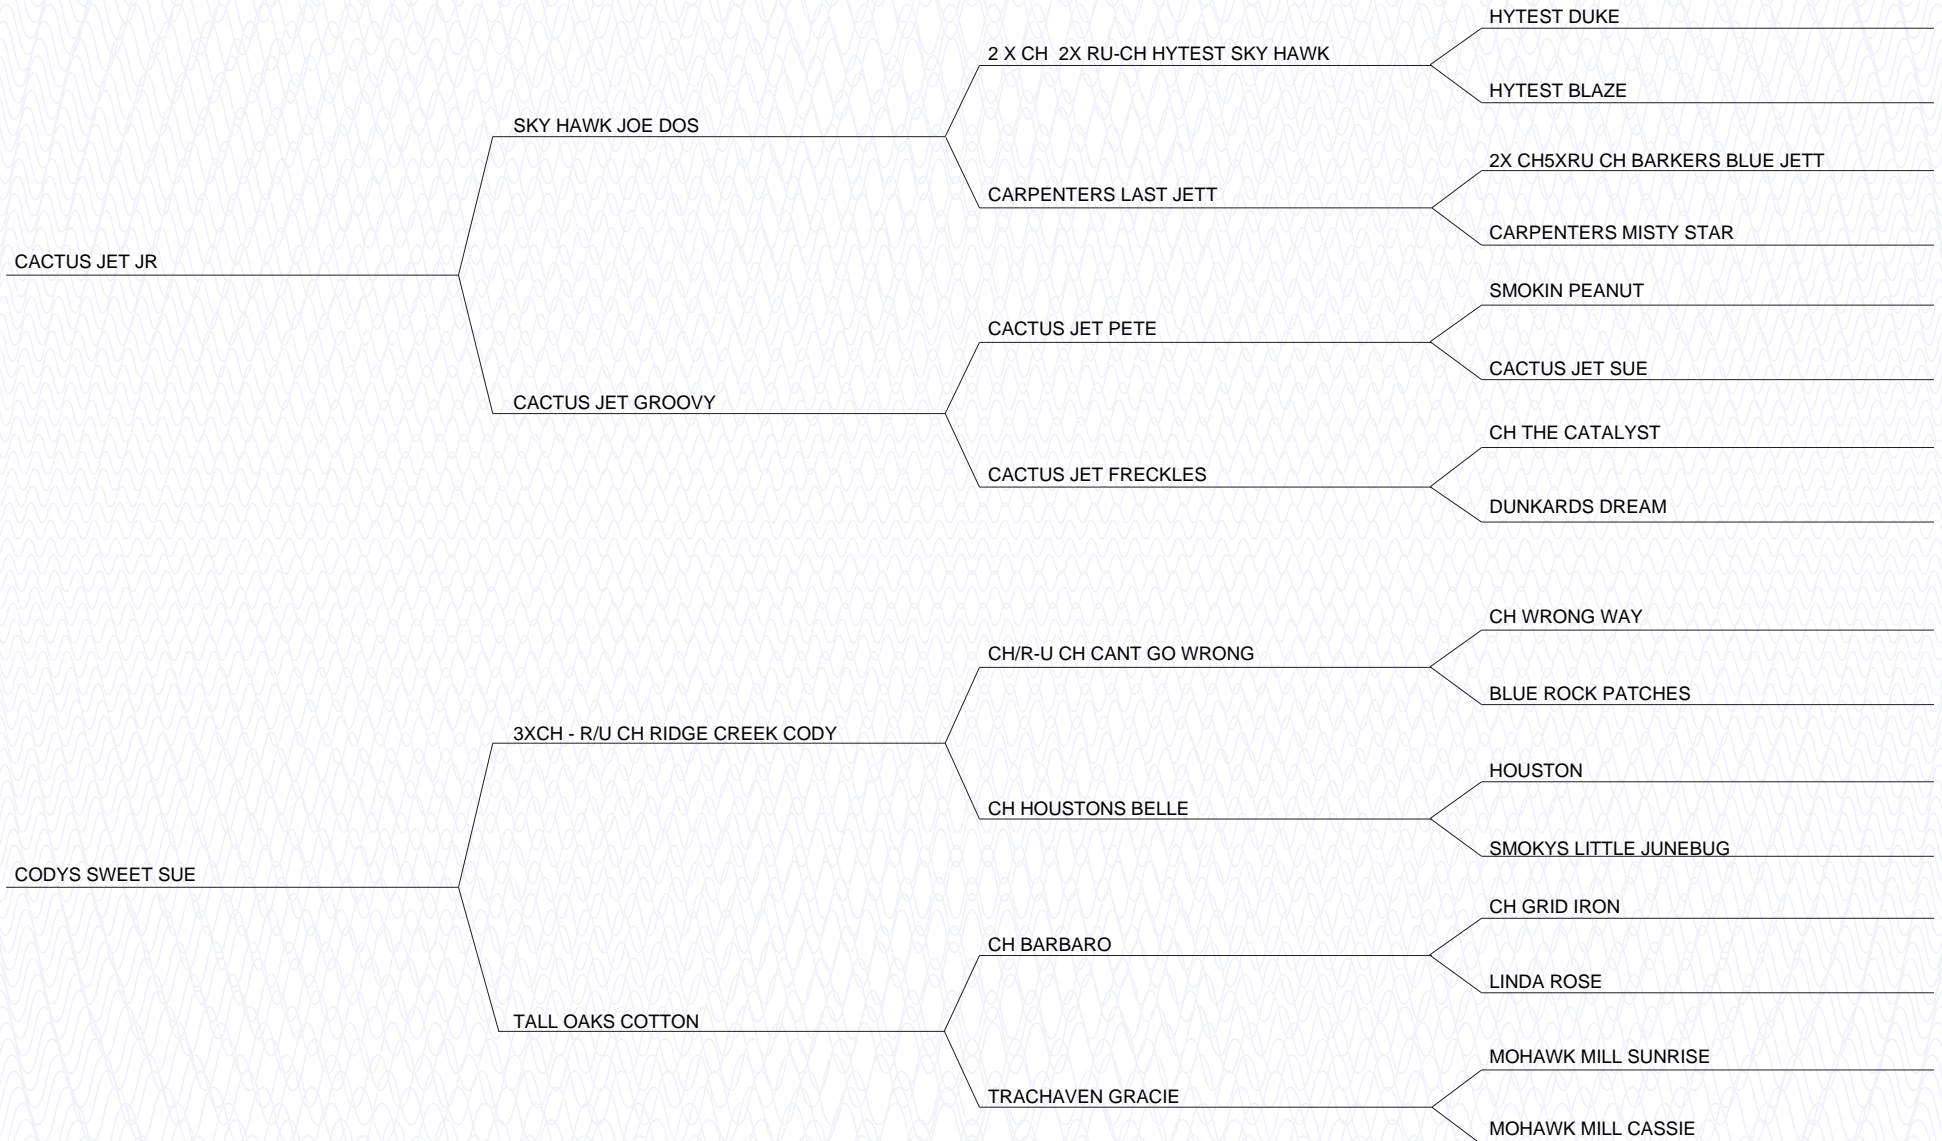 HYTEST DUKE
2 X CH  2X RU-CH HYTEST SKY HAWK
HYTEST BLAZE
SKY HAWK JOE DOS
2X CH5XRU CH BARKERS BLUE JETT
CARPENTERS LAST JETT
CARPENTERS MISTY STAR
CACTUS JET JR
SMOKIN PEANUT
CACTUS JET PETE
CACTUS JET SUE
CACTUS JET GROOVY
CH THE CATALYST
CACTUS JET FRECKLES
DUNKARDS DREAM
CH WRONG WAY
CH/R-U CH CANT GO WRONG
BLUE ROCK PATCHES
3XCH - R/U CH RIDGE CREEK CODY
HOUSTON
CH HOUSTONS BELLE
SMOKYS LITTLE JUNEBUG
CODYS SWEET SUE
CH GRID IRON
CH BARBARO
LINDA ROSE
TALL OAKS COTTON
MOHAWK MILL SUNRISE
TRACHAVEN GRACIE
MOHAWK MILL CASSIE